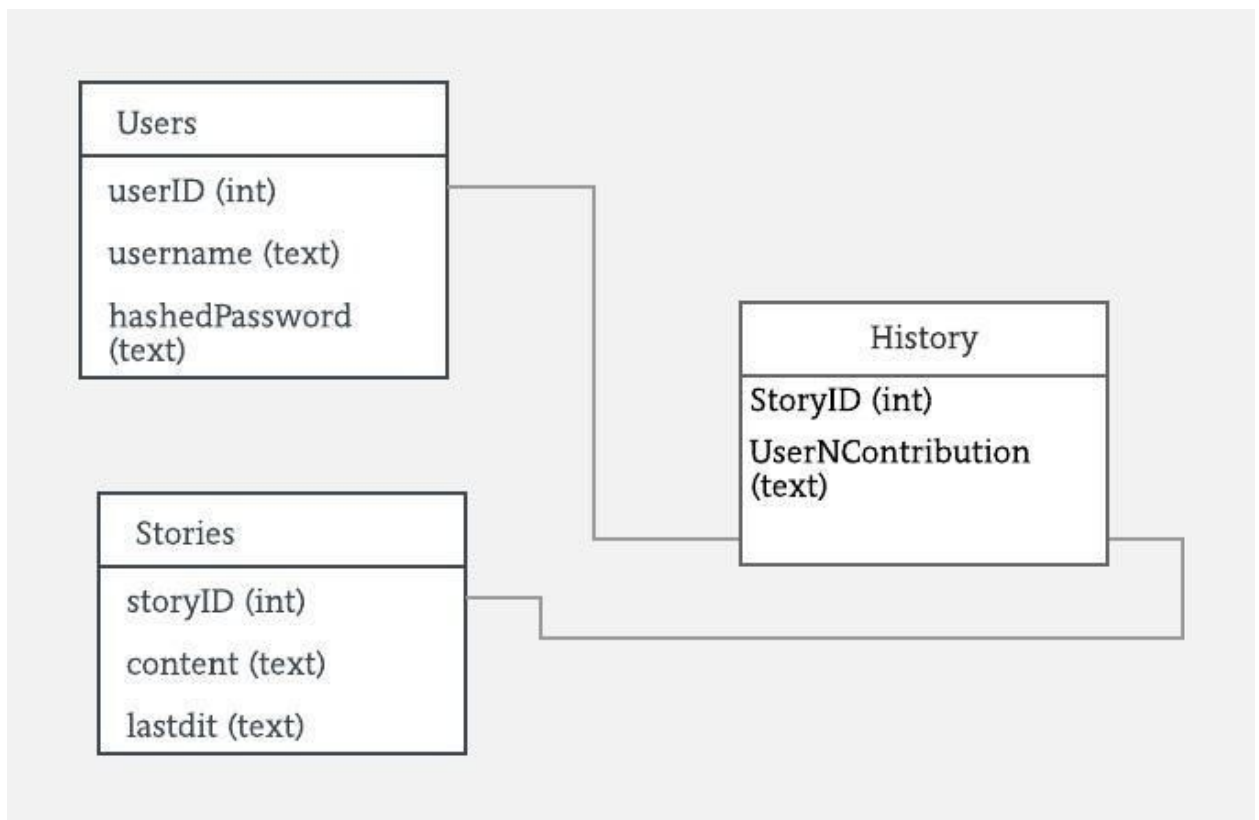 Users
userID (int)
username (text)
hashedPassword
(text)
History
StoryID (int)
UserNContribution
(text)
Stories
storyID (int)
content (text)
lastdit (text)